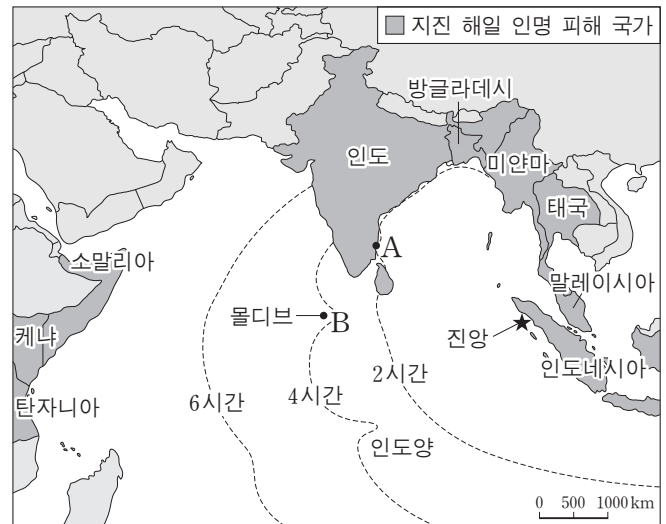 지진 해일 인명 피해 국가
방글라데시
인도
미얀마
태국
A
소말리아
말레이시아
몰디브
B
케냐
진앙
인도네시아
2시간
4시간
6시간
탄자니아
인도양
0 500 1000km